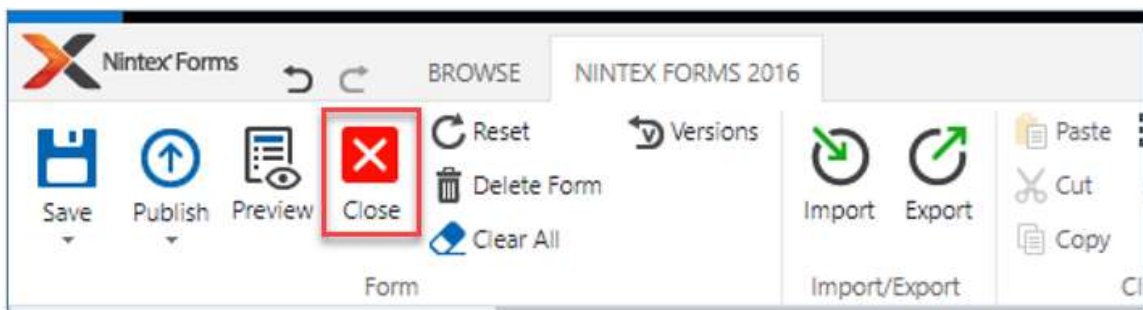 Nintex Forms
BROWSE NINTEX FORMS 2016
Save
Publish
Preview
Close
Reset
Delete Form
Clear All
Versions
Form
Import
Export
Import/Export
Paste
Cut
Copy